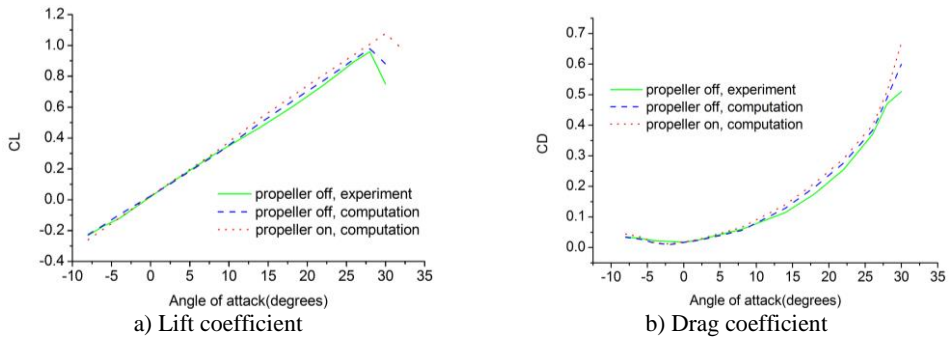 1.2
1.0
0.8
0.6
0.4
0.2
0.0
-0.2
-0.4
CL
propeller off, experiment
propeller off, computation
propeller on, computation
-10 -5 0 5 10 15 20 25 30 35
Angle of attack(degrees)
a) Lift coefficient
0.7
0.6
0.5
0.4
0.3
0.2
0.1
0.0
CD
propeller off, experiment
propeller off, computation
propeller on, computation
-10 -5 0 5 10 15 20 25 30 35
Angle of attack(degrees)
b) Drag coefficient